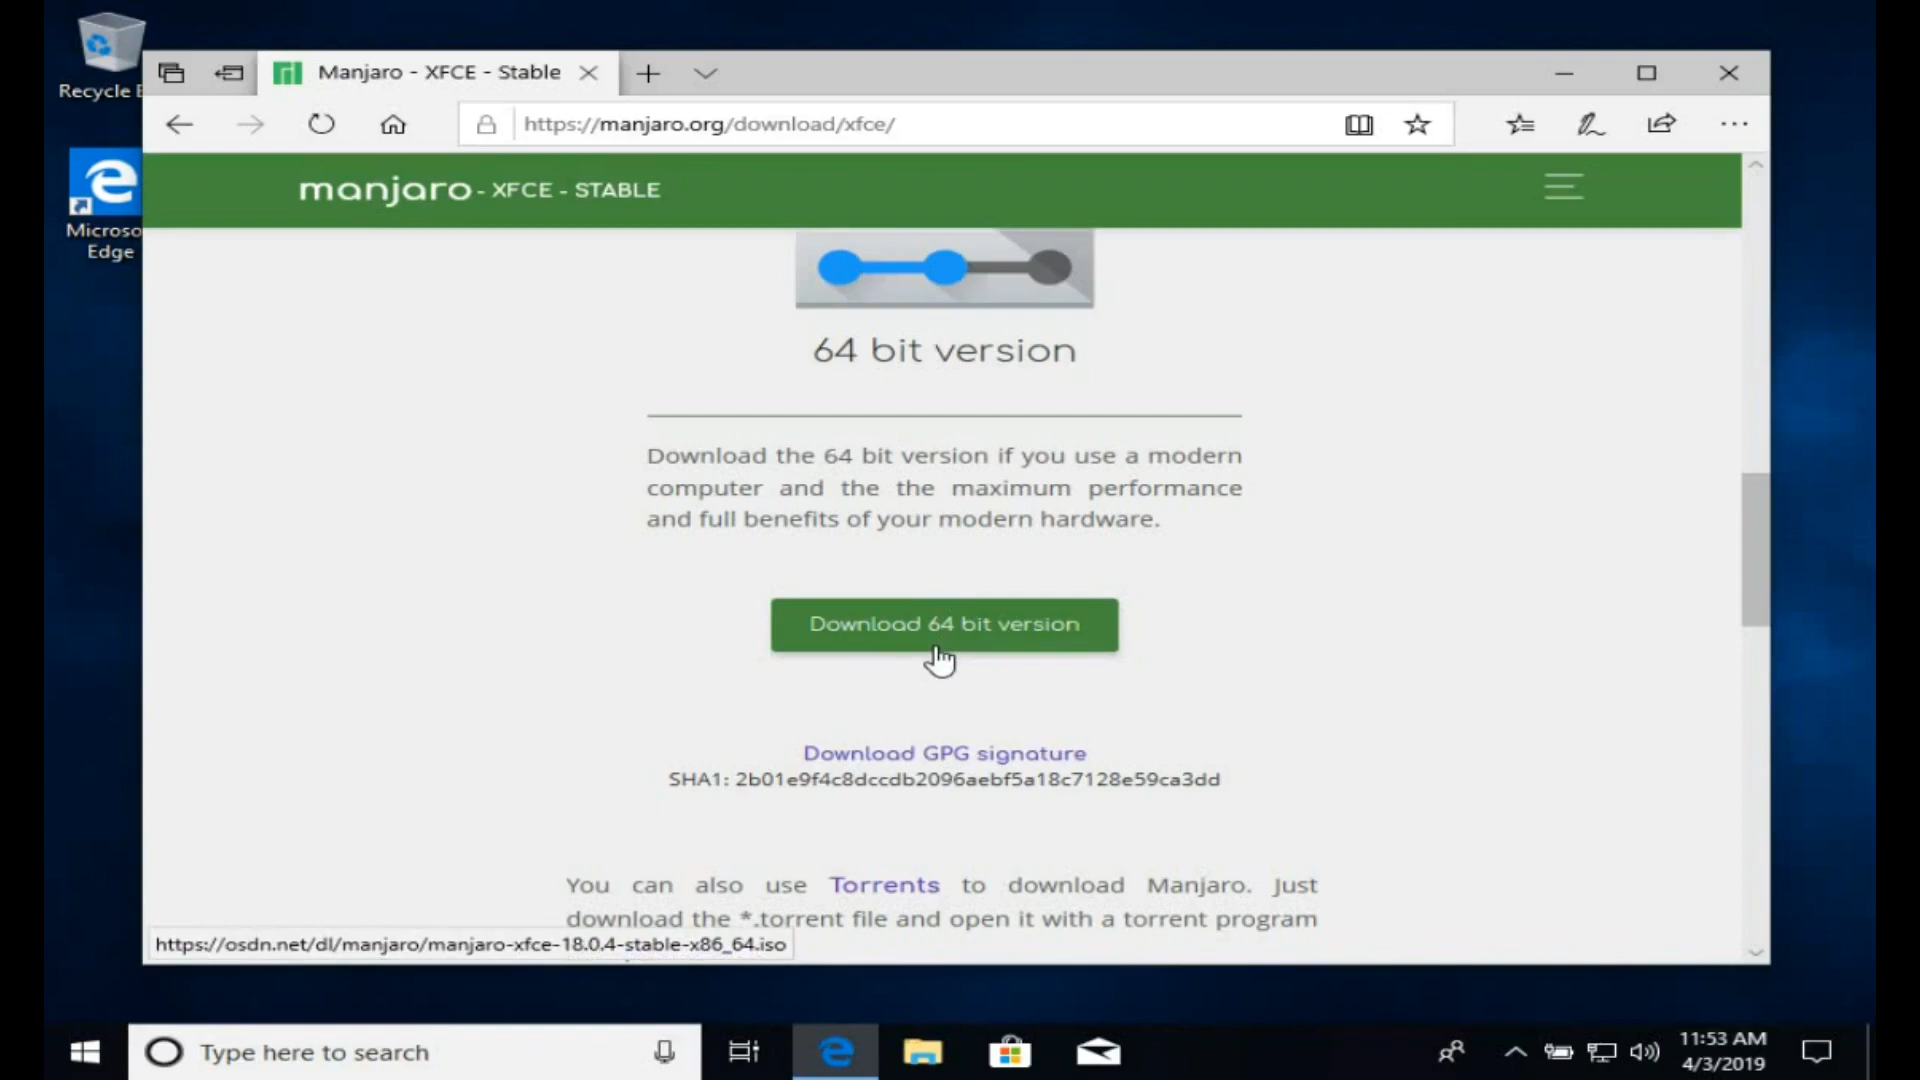 Recycle
Manjaro - XFCE - Stable
https://manjaro.org/download/xfce/
Microso
Edge
manjaro - XFCE - STABLE
64 bit version
Download the 64 bit version if you use a modern
computer and the the maximum performance
and full benefits of your modern hardware.
Download 64 bit version
Download GPG signature
SHA1: 2b01e9f4c8dccdb2096aebf5a18c7128e59ca3dd
You can also use Torrents to download Manjaro. Just
download the *.torrent file and open it with a torrent program
https://osdn.net/dl/manjaro/manjaro-xfce-18.0.4-stable-x86_64.iso
Type here to search
11:53 AM
4/3/2019